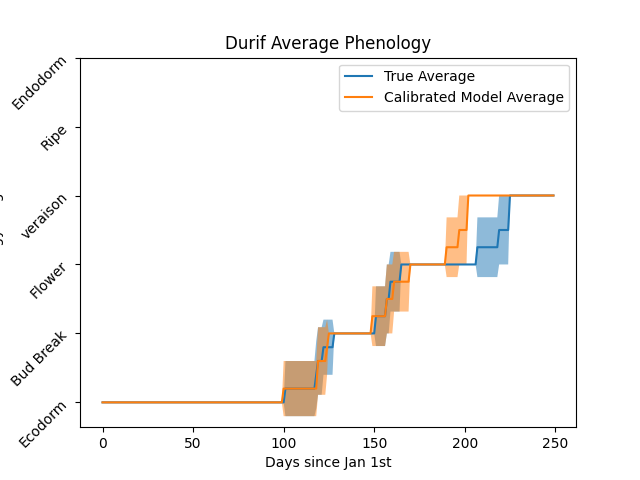 Durif Average Phenology
True Average
Calibrated Model Average
Endodorm
Ripe
veraison
Flower
Bud Break
Ecodorm
0 50 100 150 200 250
Days since Jan 1st